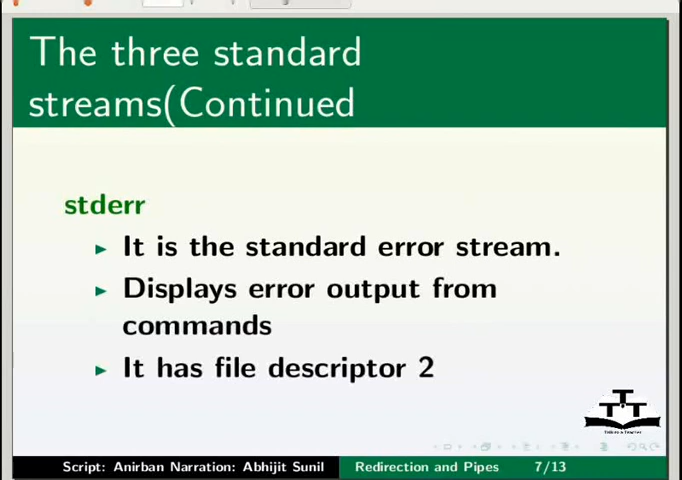 The three standard
streams(Continued
stderr
It is the standard error stream.
Displays error output from
commands
It has file descriptor 2
Script: Anirban Narration: Abhijit Sunil Redirection and Pipes 7/13